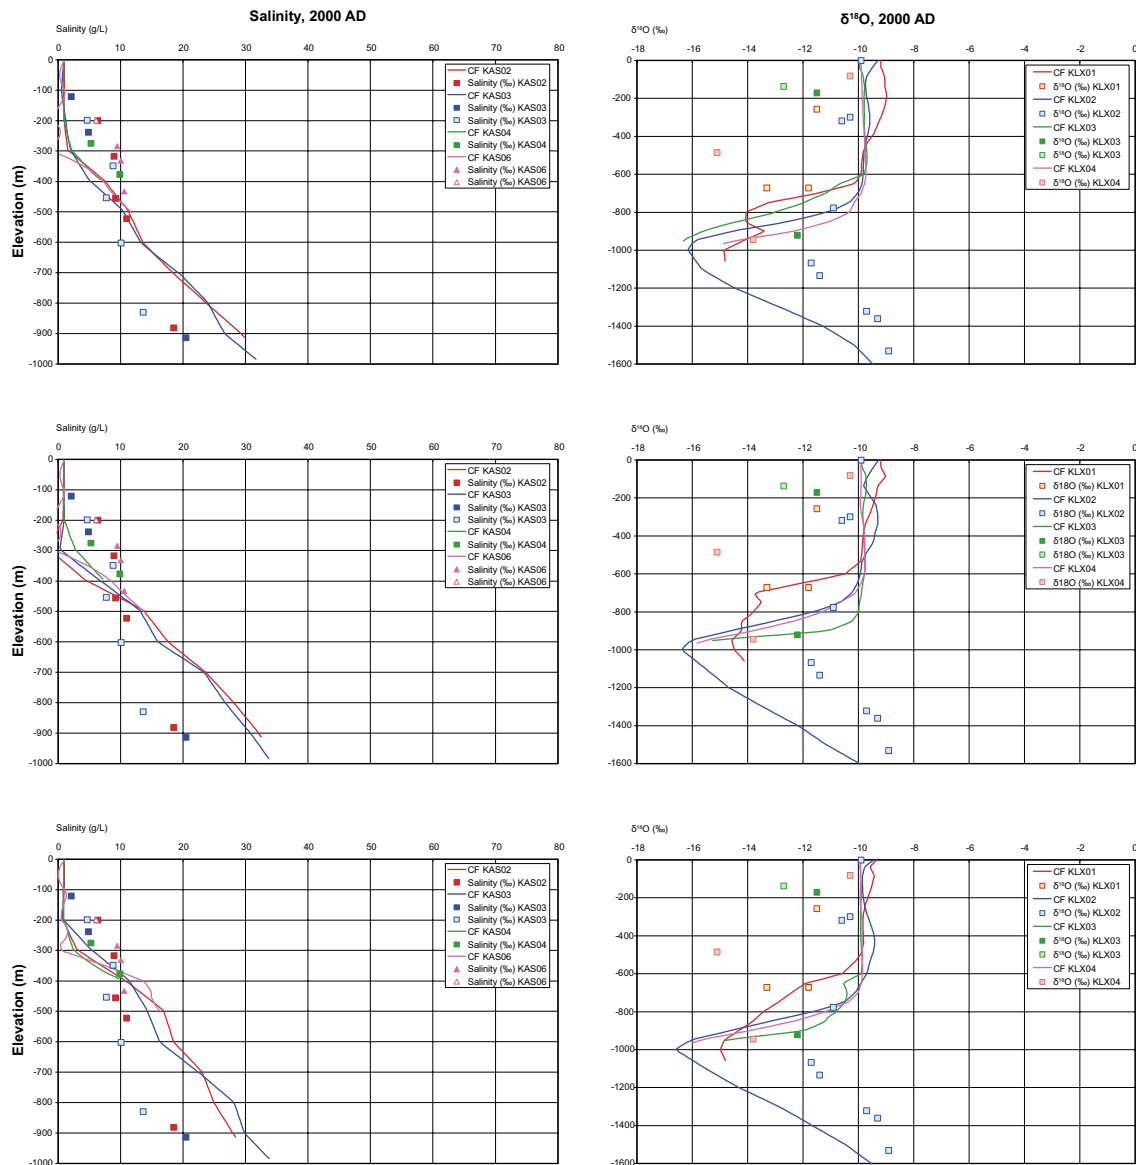 Salinity, 2000 AD
Salinity (g/L)
0 10 20 30 40 50 60 70 80
Elevation (m)
0
-100
-200
-300
-400
-500
-600
-700
-800
-900
-1000
CF KAS02
Salinity (‰) KAS02
CF KAS03
Salinity (‰) KAS03
Salinity (‰) KAS03
CF KAS04
Salinity (‰) KAS04
CF KAS06
Salinity (‰) KAS06
Salinity (‰) KAS06
δ¹⁸O, 2000 AD
δ¹⁸O (‰)
-18 -16 -14 -12 -10 -8 -6 -4 -2 0
0
-200
-400
-600
-800
-1000
-1200
-1400
-1600
CF KLX01
δ¹⁸O (‰) KLX01
CF KLX02
δ¹⁸O (‰) KLX02
CF KLX03
δ¹⁸O (‰) KLX03
δ¹⁸O (‰) KLX03
CF KLX04
δ¹⁸O (‰) KLX04
Salinity (g/L)
0 10 20 30 40 50 60 70 80
Elevation (m)
0
-100
-200
-300
-400
-500
-600
-700
-800
-900
-1000
CF KAS02
Salinity (‰) KAS02
CF KAS03
Salinity (‰) KAS03
Salinity (‰) KAS03
CF KAS04
Salinity (‰) KAS04
CF KAS06
Salinity (‰) KAS06
Salinity (‰) KAS06
δ¹⁸O (‰)
-18 -16 -14 -12 -10 -8 -6 -4 -2 0
0
-200
-400
-600
-800
-1000
-1200
-1400
-1600
CF KLX01
δ18O (‰) KLX01
CF KLX02
δ18O (‰) KLX02
CF KLX03
δ18O (‰) KLX03
δ18O (‰) KLX03
CF KLX04
δ18O (‰) KLX04
Salinity (g/L)
0 10 20 30 40 50 60 70 80
Elevation (m)
0
-100
-200
-300
-400
-500
-600
-700
-800
-900
-1000
CF KAS02
Salinity (‰) KAS02
CF KAS03
Salinity (‰) KAS03
Salinity (‰) KAS03
CF KAS04
Salinity (‰) KAS04
CF KAS06
Salinity (‰) KAS06
Salinity (‰) KAS06
δ¹⁸O (‰)
-18 -16 -14 -12 -10 -8 -6 -4 -2 0
0
-200
-400
-600
-800
-1000
-1200
-1400
-1600
CF KLX01
δ¹⁸O (‰) KLX01
CF KLX02
δ¹⁸O (‰) KLX02
CF KLX03
δ¹⁸O (‰) KLX03
δ¹⁸O (‰) KLX03
CF KLX04
δ¹⁸O (‰) KLX04